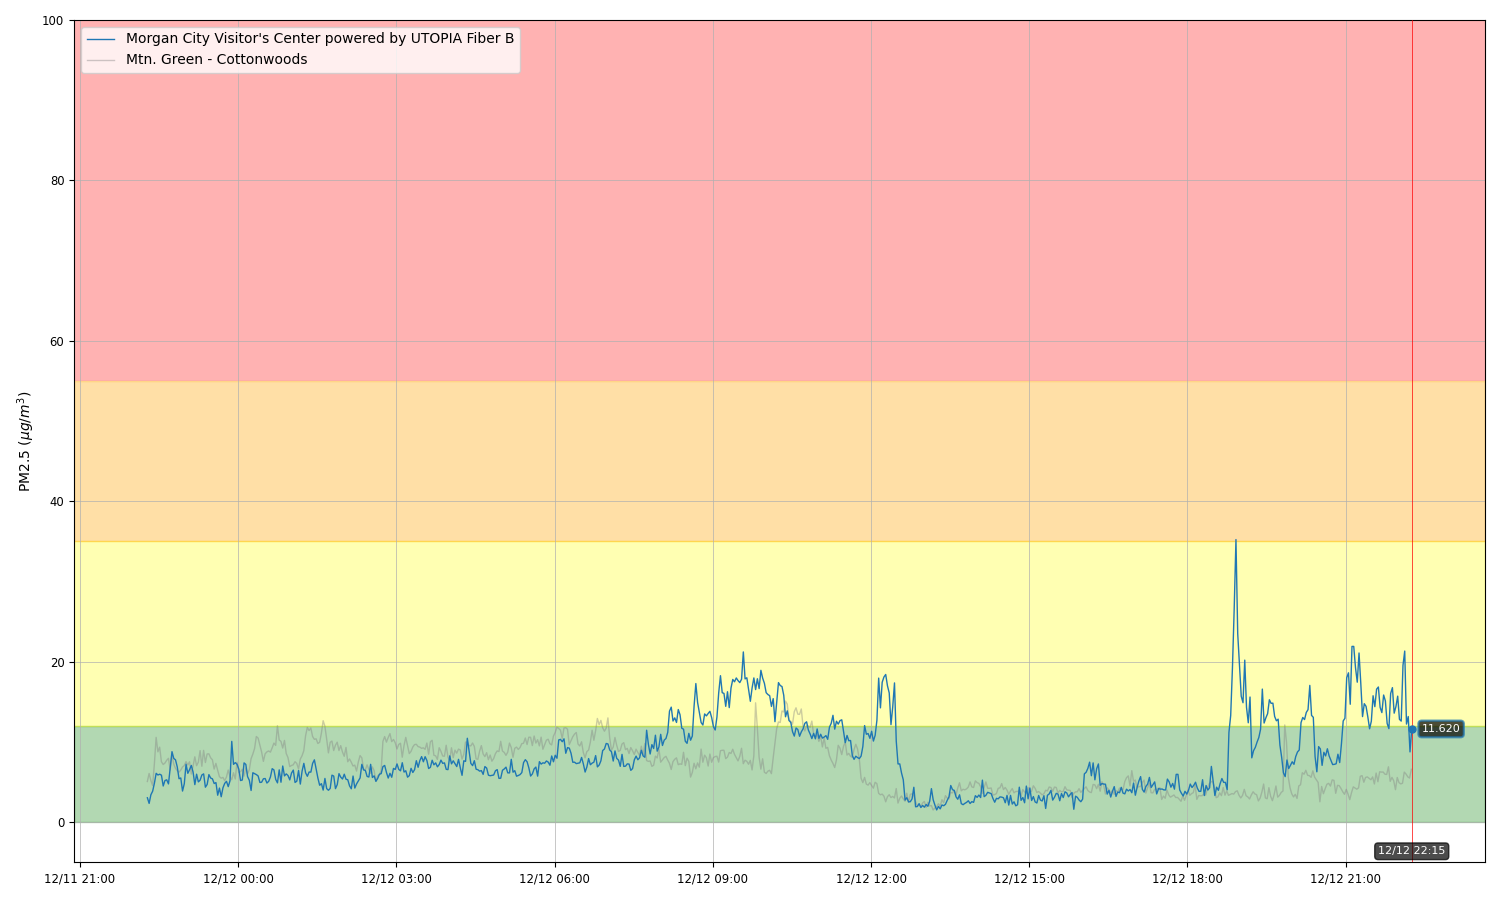 100
Morgan City Visitor's Center powered by UTOPIA Fiber B
Mtn. Green - Cottonwoods
80
60
PM2.5 (µg/m³)
40
20
11.620
0
12/12 22:15
12/11 21:00 12/12 00:00 12/12 03:00 12/12 06:00 12/12 09:00 12/12 12:00 12/12 15:00 12/12 18:00 12/12 21:00